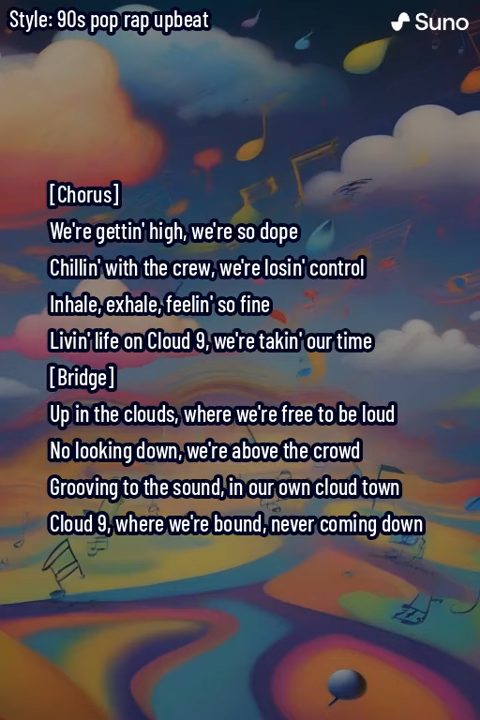 Style: 90s pop rap upbeat
Suno
[Chorus]
We're gettin' high, we're so dope
Chillin' with the crew, we're losin' control
Inhale, exhale, feelin' so fine
Livin' life on Cloud 9, we're takin' our time
[Bridge]
Up in the clouds, where we're free to be loud
No looking down, we're above the crowd
Grooving to the sound, in our own cloud town
Cloud 9, where we're bound, never coming down